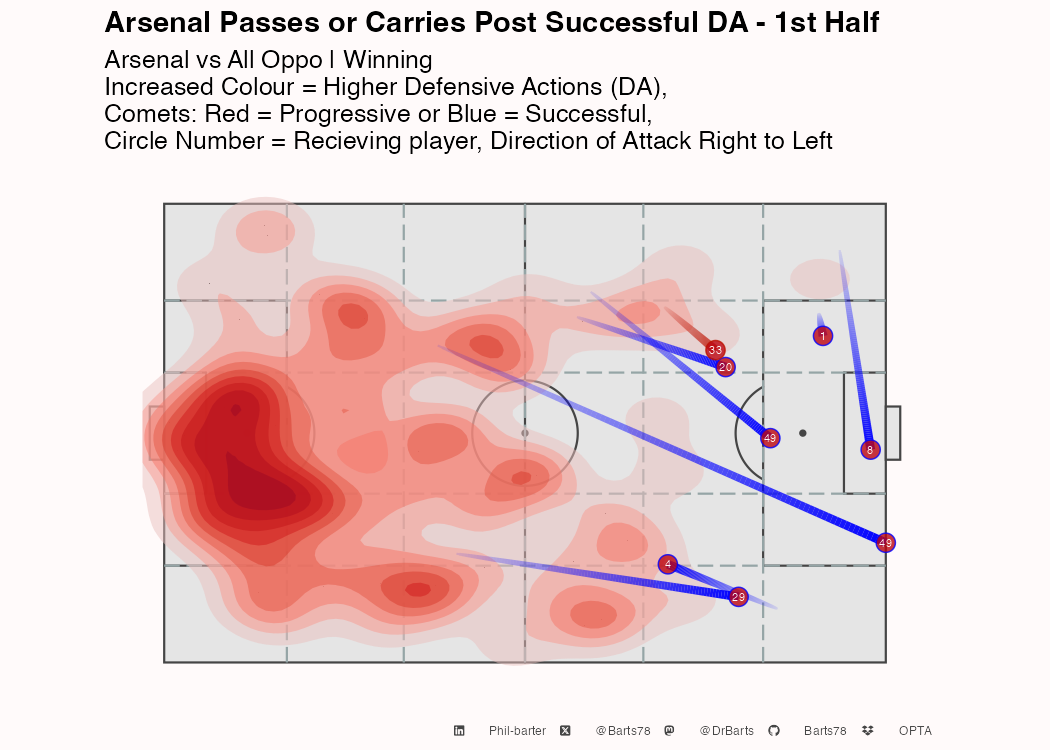 Arsenal Passes or Carries Post Successful DA - 1st Half
Arsenal vs All Oppo | Winning
Increased Colour = Higher Defensive Actions (DA),
Comets: Red = Progressive or Blue = Successful,
Circle Number = Recieving player, Direction of Attack Right to Left
1
33
20
49
8
49
4
29
Phil-barter @Barts78 @DrBarts Barts78 OPTA